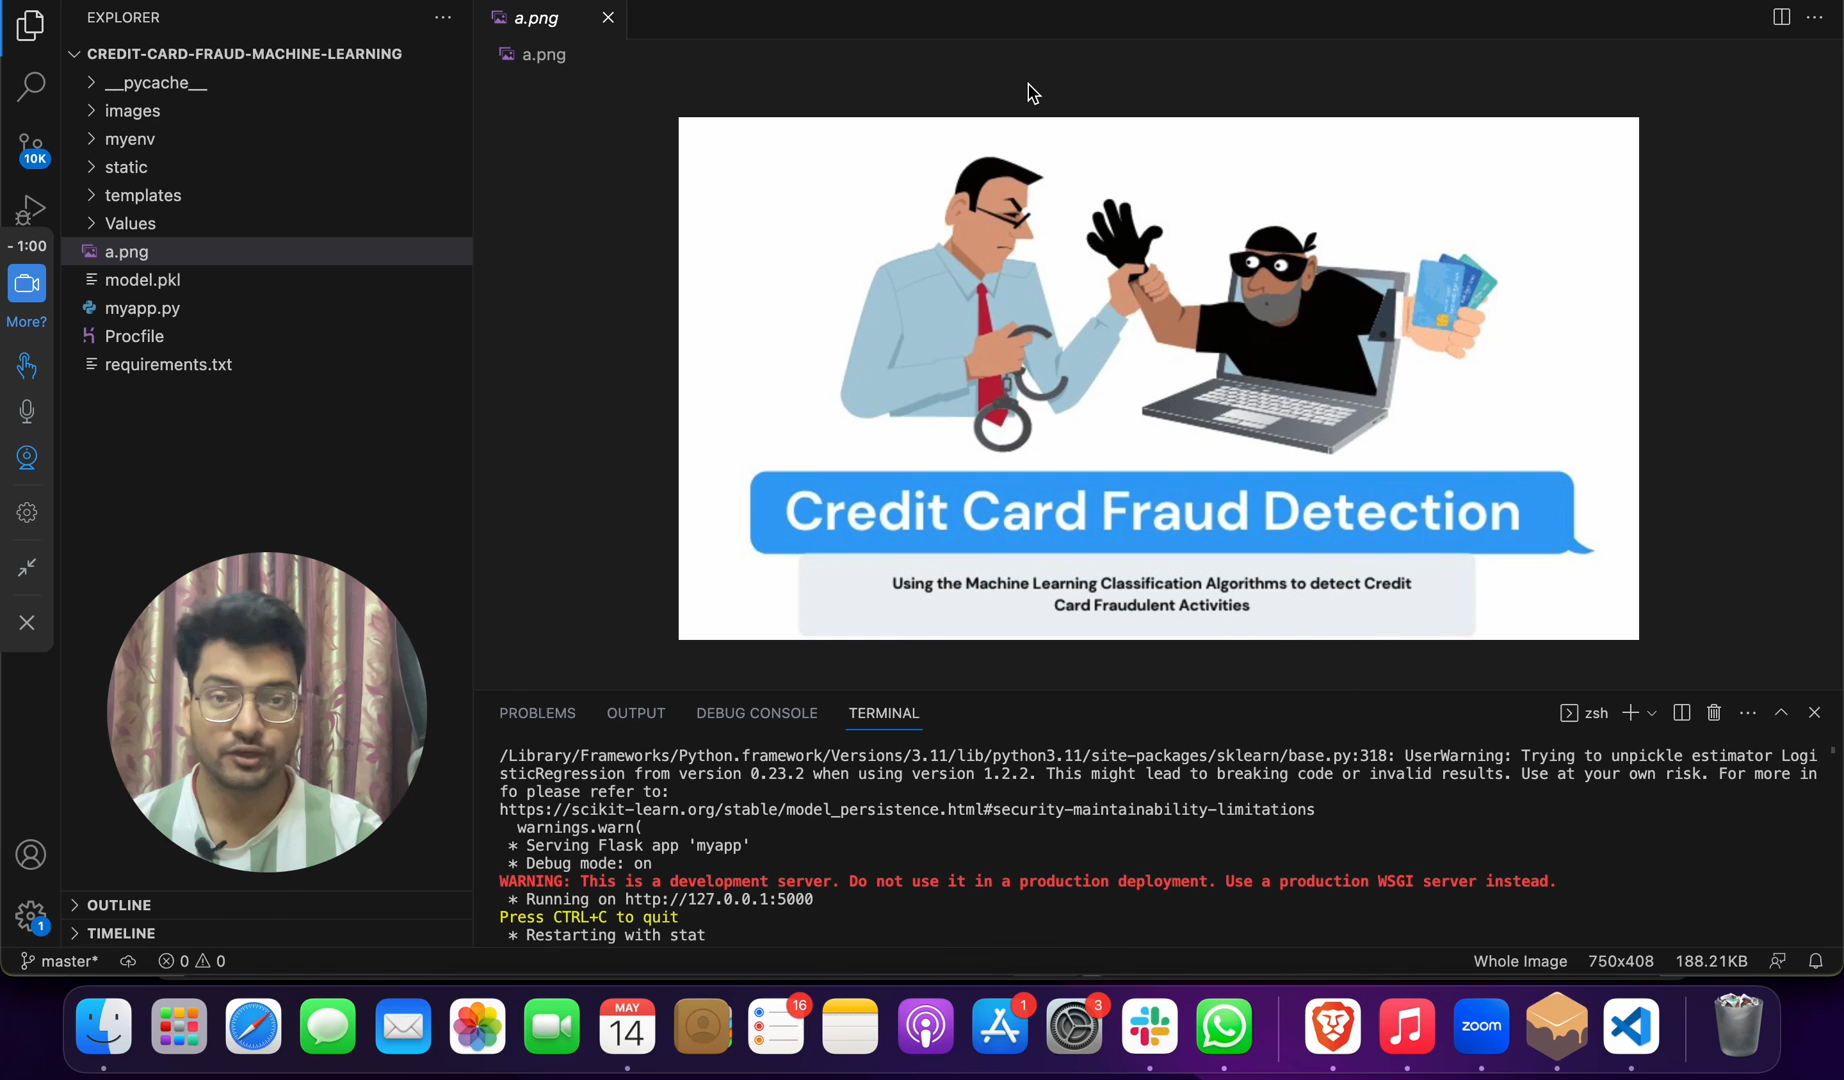 EXPLORER
CREDIT-CARD-FRAUD-MACHINE-LEARNING
__pycache__
images
myenv
static
templates
Values
a.png
model.pkl
myapp.py
Procfile
requirements.txt
10K
- 1:00
More?
OUTLINE
TIMELINE
1
a.png
a.png
Credit Card Fraud Detection
Using the Machine Learning Classification Algorithms to detect Credit
Card Fraudulent Activities
PROBLEMS OUTPUT DEBUG CONSOLE TERMINAL
zsh
/Library/Frameworks/Python.framework/Versions/3.11/lib/python3.11/site-packages/sklearn/base.py:318: UserWarning: Trying to unpickle estimator Logi
sticRegression from version 0.23.2 when using version 1.2.2. This might lead to breaking code or invalid results. Use at your own risk. For more in
fo please refer to:
https://scikit-learn.org/stable/model_persistence.html#security-maintainability-limitations
warnings.warn(
* Serving Flask app 'myapp'
* Debug mode: on
WARNING: This is a development server. Do not use it in a production deployment. Use a production WSGI server instead.
* Running on http://127.0.0.1:5000
Press CTRL+C to quit
* Restarting with stat
master* 0 0 Whole Image 750x408 188.21KB
MAY
14
16
1
3
zoom